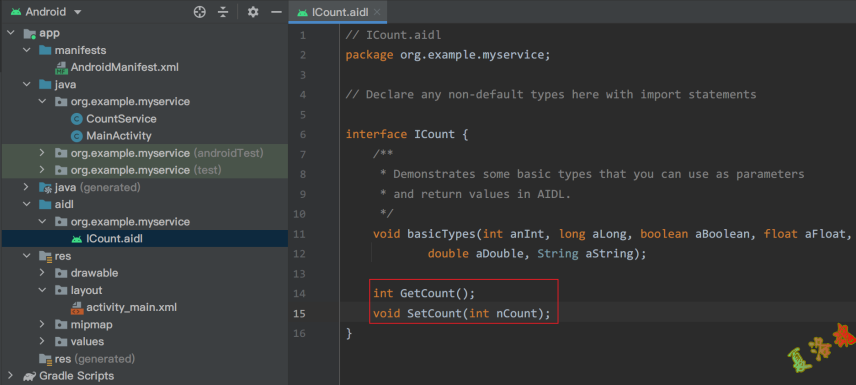 Android
app
manifests
AndroidManifest.xml
java
org.example.myservice
CountService
MainActivity
org.example.myservice (androidTest)
org.example.myservice (test)
java (generated)
aidl
org.example.myservice
ICount.aidl
res
drawable
layout
activity_main.xml
mipmap
values
res (generated)
Gradle Scripts
ICount.aidl
1 // ICount.aidl
2 package org.example.myservice;
3
4 // Declare any non-default types here with import statements
5
6 interface ICount {
7 /**
8 * Demonstrates some basic types that you can use as parameters
9 * and return values in AIDL.
10 */
11 void basicTypes(int anInt, long aLong, boolean aBoolean, float aFloat,
12 double aDouble, String aString);
13
14 int GetCount();
15 void SetCount(int nCount);
16 }